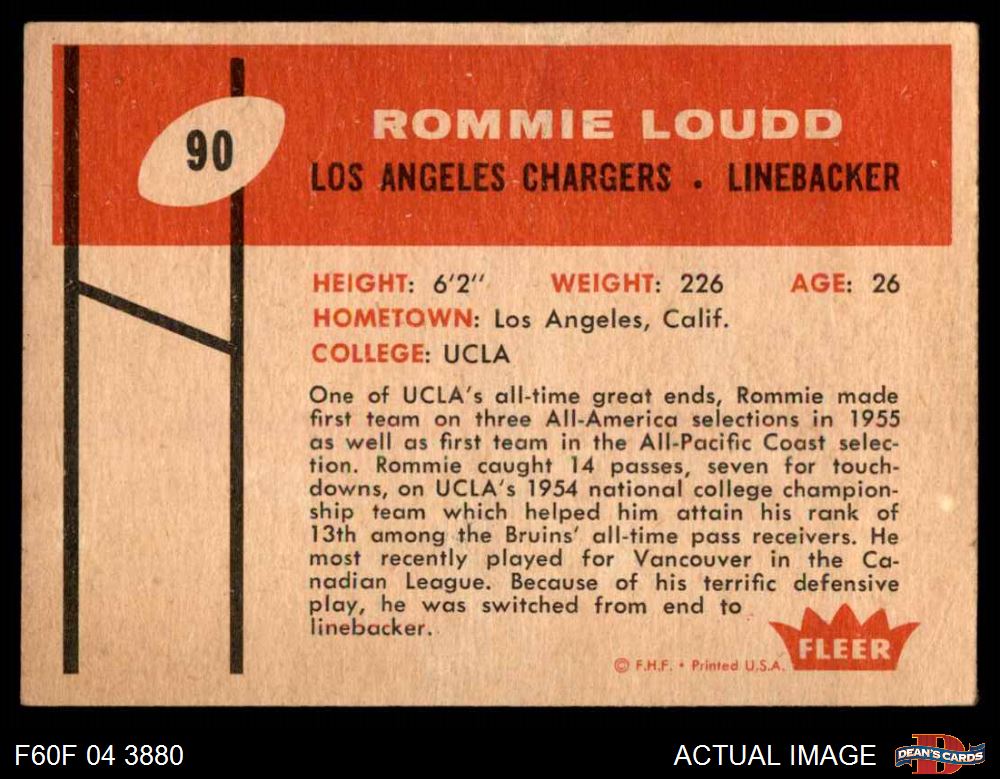 90
ROMMIE LOUDD
LOS ANGELES CHARGERS . LINEBACKER
HEIGHT: 6'2'' WEIGHT: 226 AGE: 26
HOMETOWN: Los Angeles, Calif.
COLLEGE: UCLA
One of UCLA's all-time great ends, Rommie made
first team on three All-America selections in 1955
as well as first team in the All-Pacific Coast selec-
tion. Rommie caught 14 passes, seven for touch-
downs, on UCLA's 1954 national college champion-
ship team which helped him attain his rank of
13th among the Bruins' all-time pass receivers. He
most recently played for Vancouver in the Ca-
nadian League. Because of his terrific defensive
play, he was switched from end to
linebacker.
FLEER
© F.H.F. • Printed U.S.A.
F60F 04 3880
ACTUAL IMAGE
D
DEAN'S CARDS